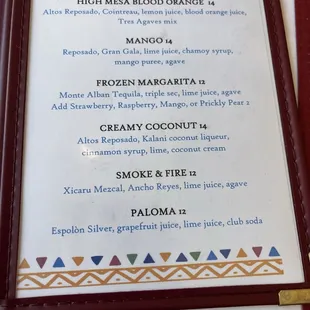 HIGH MESA BLOOD ORANGE 14
Altos Reposado, Cointreau, lemon juice, blood orange juice,
Tres Agaves mix
MANGO 14
Reposado, Gran Gala, lime juice, chamoy syrup,
mango puree, agave
FROZEN MARGARITA 12
Monte Alban Tequila, triple sec, lime juice, agave
Add Strawberry, Raspberry, Mango, or Prickly Pear 2
CREAMY COCONUT 14
Altos Reposado, Kalani coconut liqueur,
cinnamon syrup, lime, coconut cream
SMOKE & FIRE 12
Xicaru Mezcal, Ancho Reyes, lime juice, agave
PALOMA 12
Espolòn Silver, grapefruit juice, lime juice, club soda